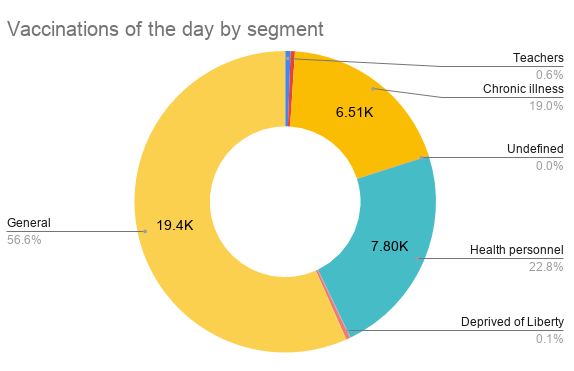 Vaccinations of the day by segment
Teachers
0.6%
Chronic illness
19.0%
6.51K
Undefined
0.0%
General
56.6%
19.4K
7.80K
Health personnel
22.8%
Deprived of Liberty
0.1%